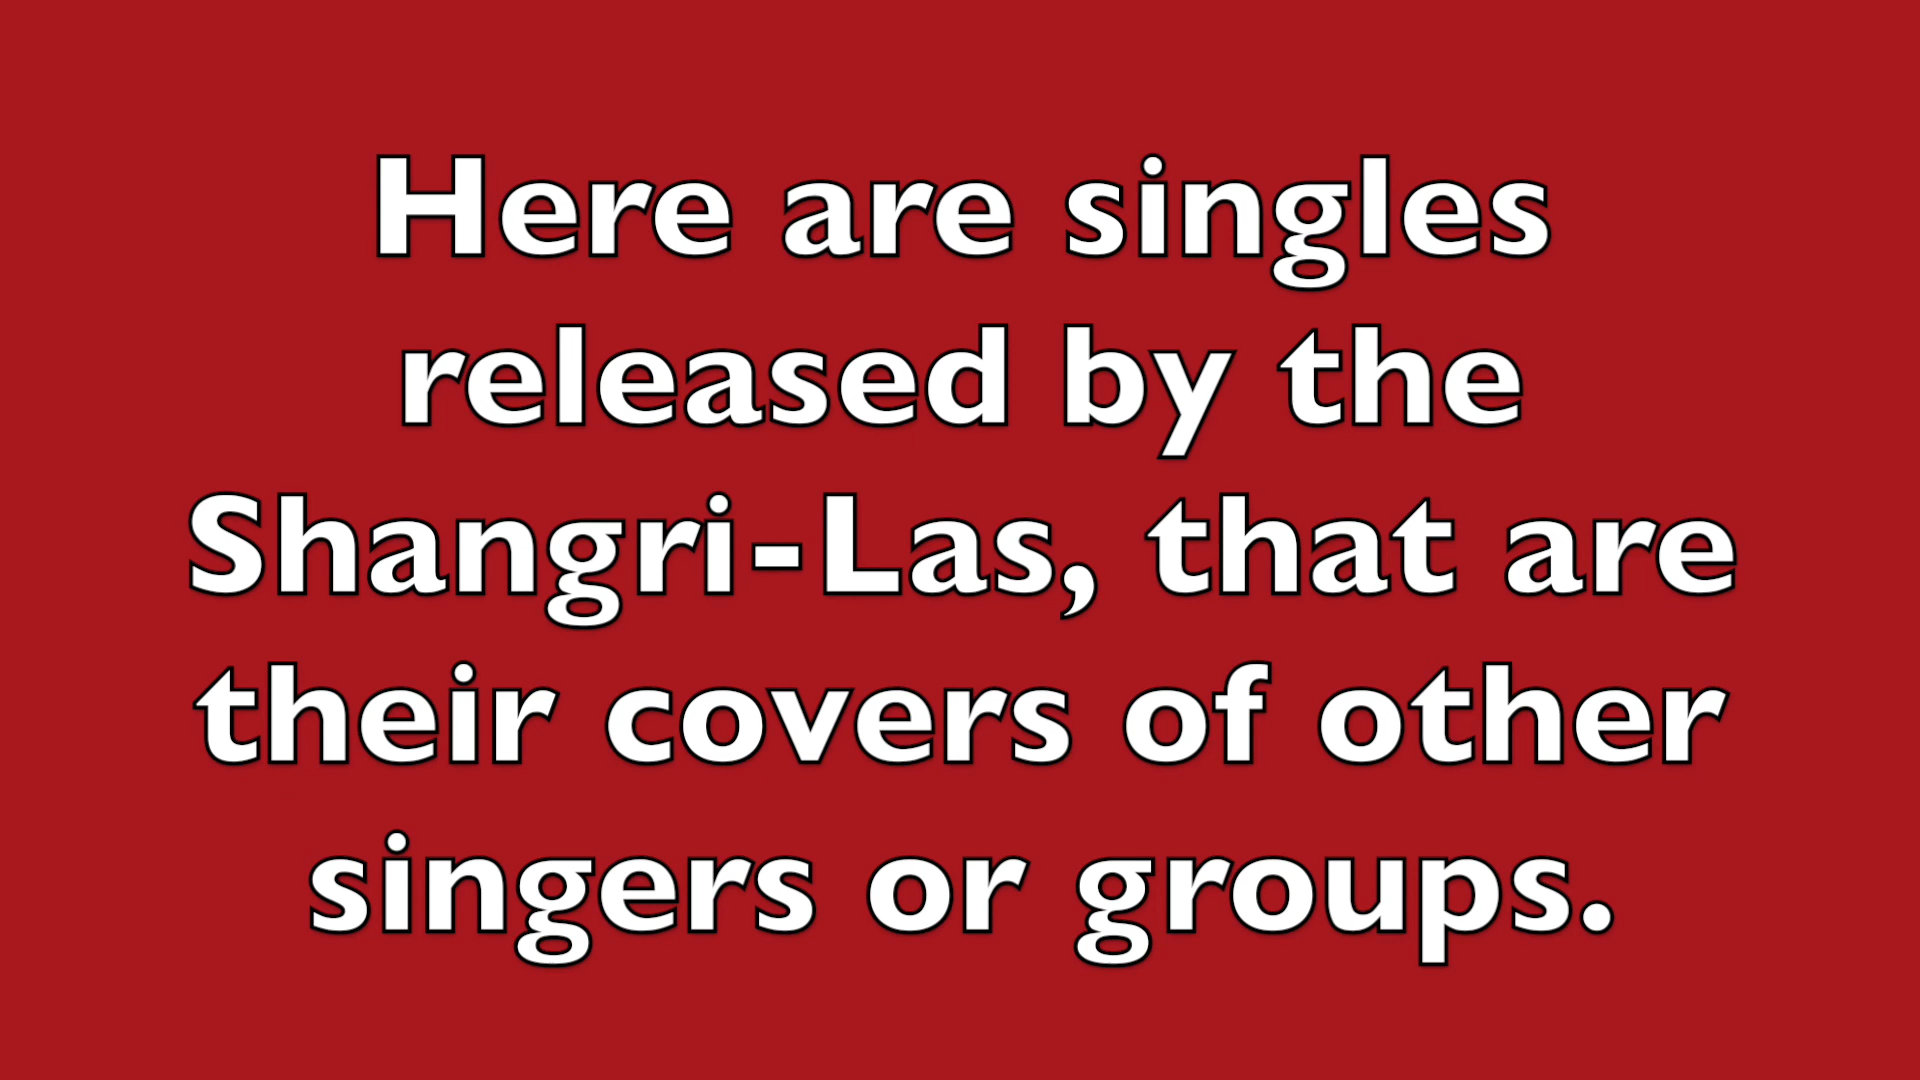 Here are singles
released by the
Shangri-Las, that are
their covers of other
singers or groups.